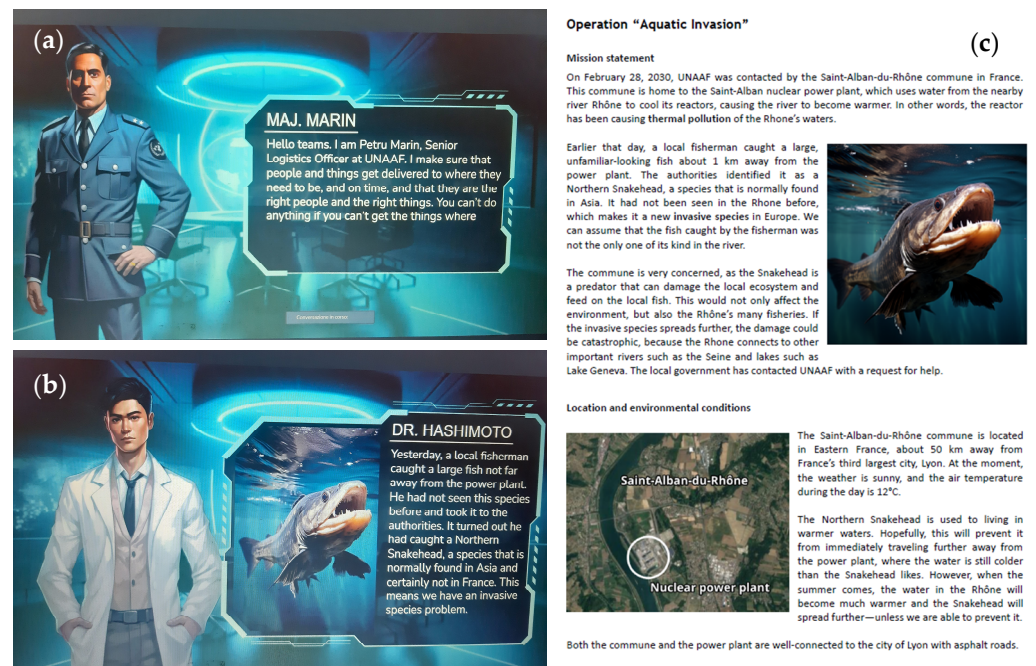 (a)
MAJ. MARIN
Hello teams. I am Petru Marin, Senior
Logistics Officer at UNAAF. I make sure that
people and things get delivered to where they
need to be, and on time, and that they are the
right people and the right things. You can't do
anything if you can't get the things where
(b)
DR. HASHIMOTO
Yesterday, a local fisherman
caught a large fish not far
away from the power plant.
He had not seen this species
before and took it to the
authorities. It turned out he
had caught a Northern
Snakehead, a species that is
normally found in Asia and
certainly not in France. This
means we have an invasive
species problem.
(c)
Operation “Aquatic Invasion”
Mission statement
On February 28, 2030, UNAAF was contacted by the Saint-Alban-du-Rhône commune in France.
This commune is home to the Saint-Alban nuclear power plant, which uses water from the nearby
river Rhône to cool its reactors, causing the river to become warmer. In other words, the reactor
has been causing thermal pollution of the Rhone's waters.
Earlier that day, a local fisherman caught a large,
unfamiliar-looking fish about 1 km away from the
power plant. The authorities identified it as a
Northern Snakehead, a species that is normally found
in Asia. It had not been seen in the Rhone before,
which makes it a new invasive species in Europe. We
can assume that the fish caught by the fisherman was
not the only one of its kind in the river.
The commune is very concerned, as the Snakehead is
a predator that can damage the local ecosystem and
feed on the local fish. This would not only affect the
environment, but also the Rhône's many fisheries. If
the invasive species spreads further, the damage could
be catastrophic, because the Rhone connects to other
important rivers such as the Seine and lakes such as
Lake Geneva. The local government has contacted UNAAF with a request for help.
Location and environmental conditions
Saint-Alban-du-Rhône
Nuclear power plant
The Saint-Alban-du-Rhône commune is located
in Eastern France, about 50 km away from
France's third largest city, Lyon. At the moment,
the weather is sunny, and the air temperature
during the day is 12°C.
The Northern Snakehead is used to living in
warmer waters. Hopefully, this will prevent it
from immediately traveling further away from
the power plant, where the water is still colder
than the Snakehead likes. However, when the
summer comes, the water in the Rhône will
become much warmer and the Snakehead will
spread further—unless we are able to prevent it.
Both the commune and the power plant are well-connected to the city of Lyon with asphalt roads.